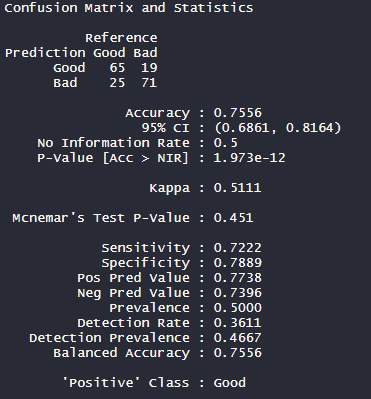 Confusion Matrix and Statistics
Reference
Prediction Good Bad
Good 65 19
Bad 25 71
Accuracy : 0.7556
95% CI : (0.6861, 0.8164)
No Information Rate : 0.5
P-Value [Acc > NIR] : 1.973e-12
Kappa : 0.5111
Mcnemar's Test P-Value : 0.451
Sensitivity : 0.7222
Specificity : 0.7889
Pos Pred Value : 0.7738
Neg Pred Value : 0.7396
Prevalence : 0.5000
Detection Rate : 0.3611
Detection Prevalence : 0.4667
Balanced Accuracy : 0.7556
'Positive' Class : Good